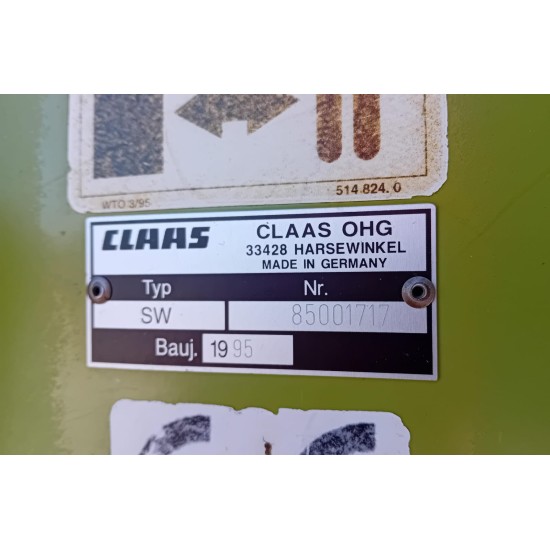 514 824. 0
WTO 3/95
CLAAS
CLAAS OHG
33428 HARSEWINKEL
MADE IN GERMANY
Typ Nr.
SW 85001717
Bauj. 1995